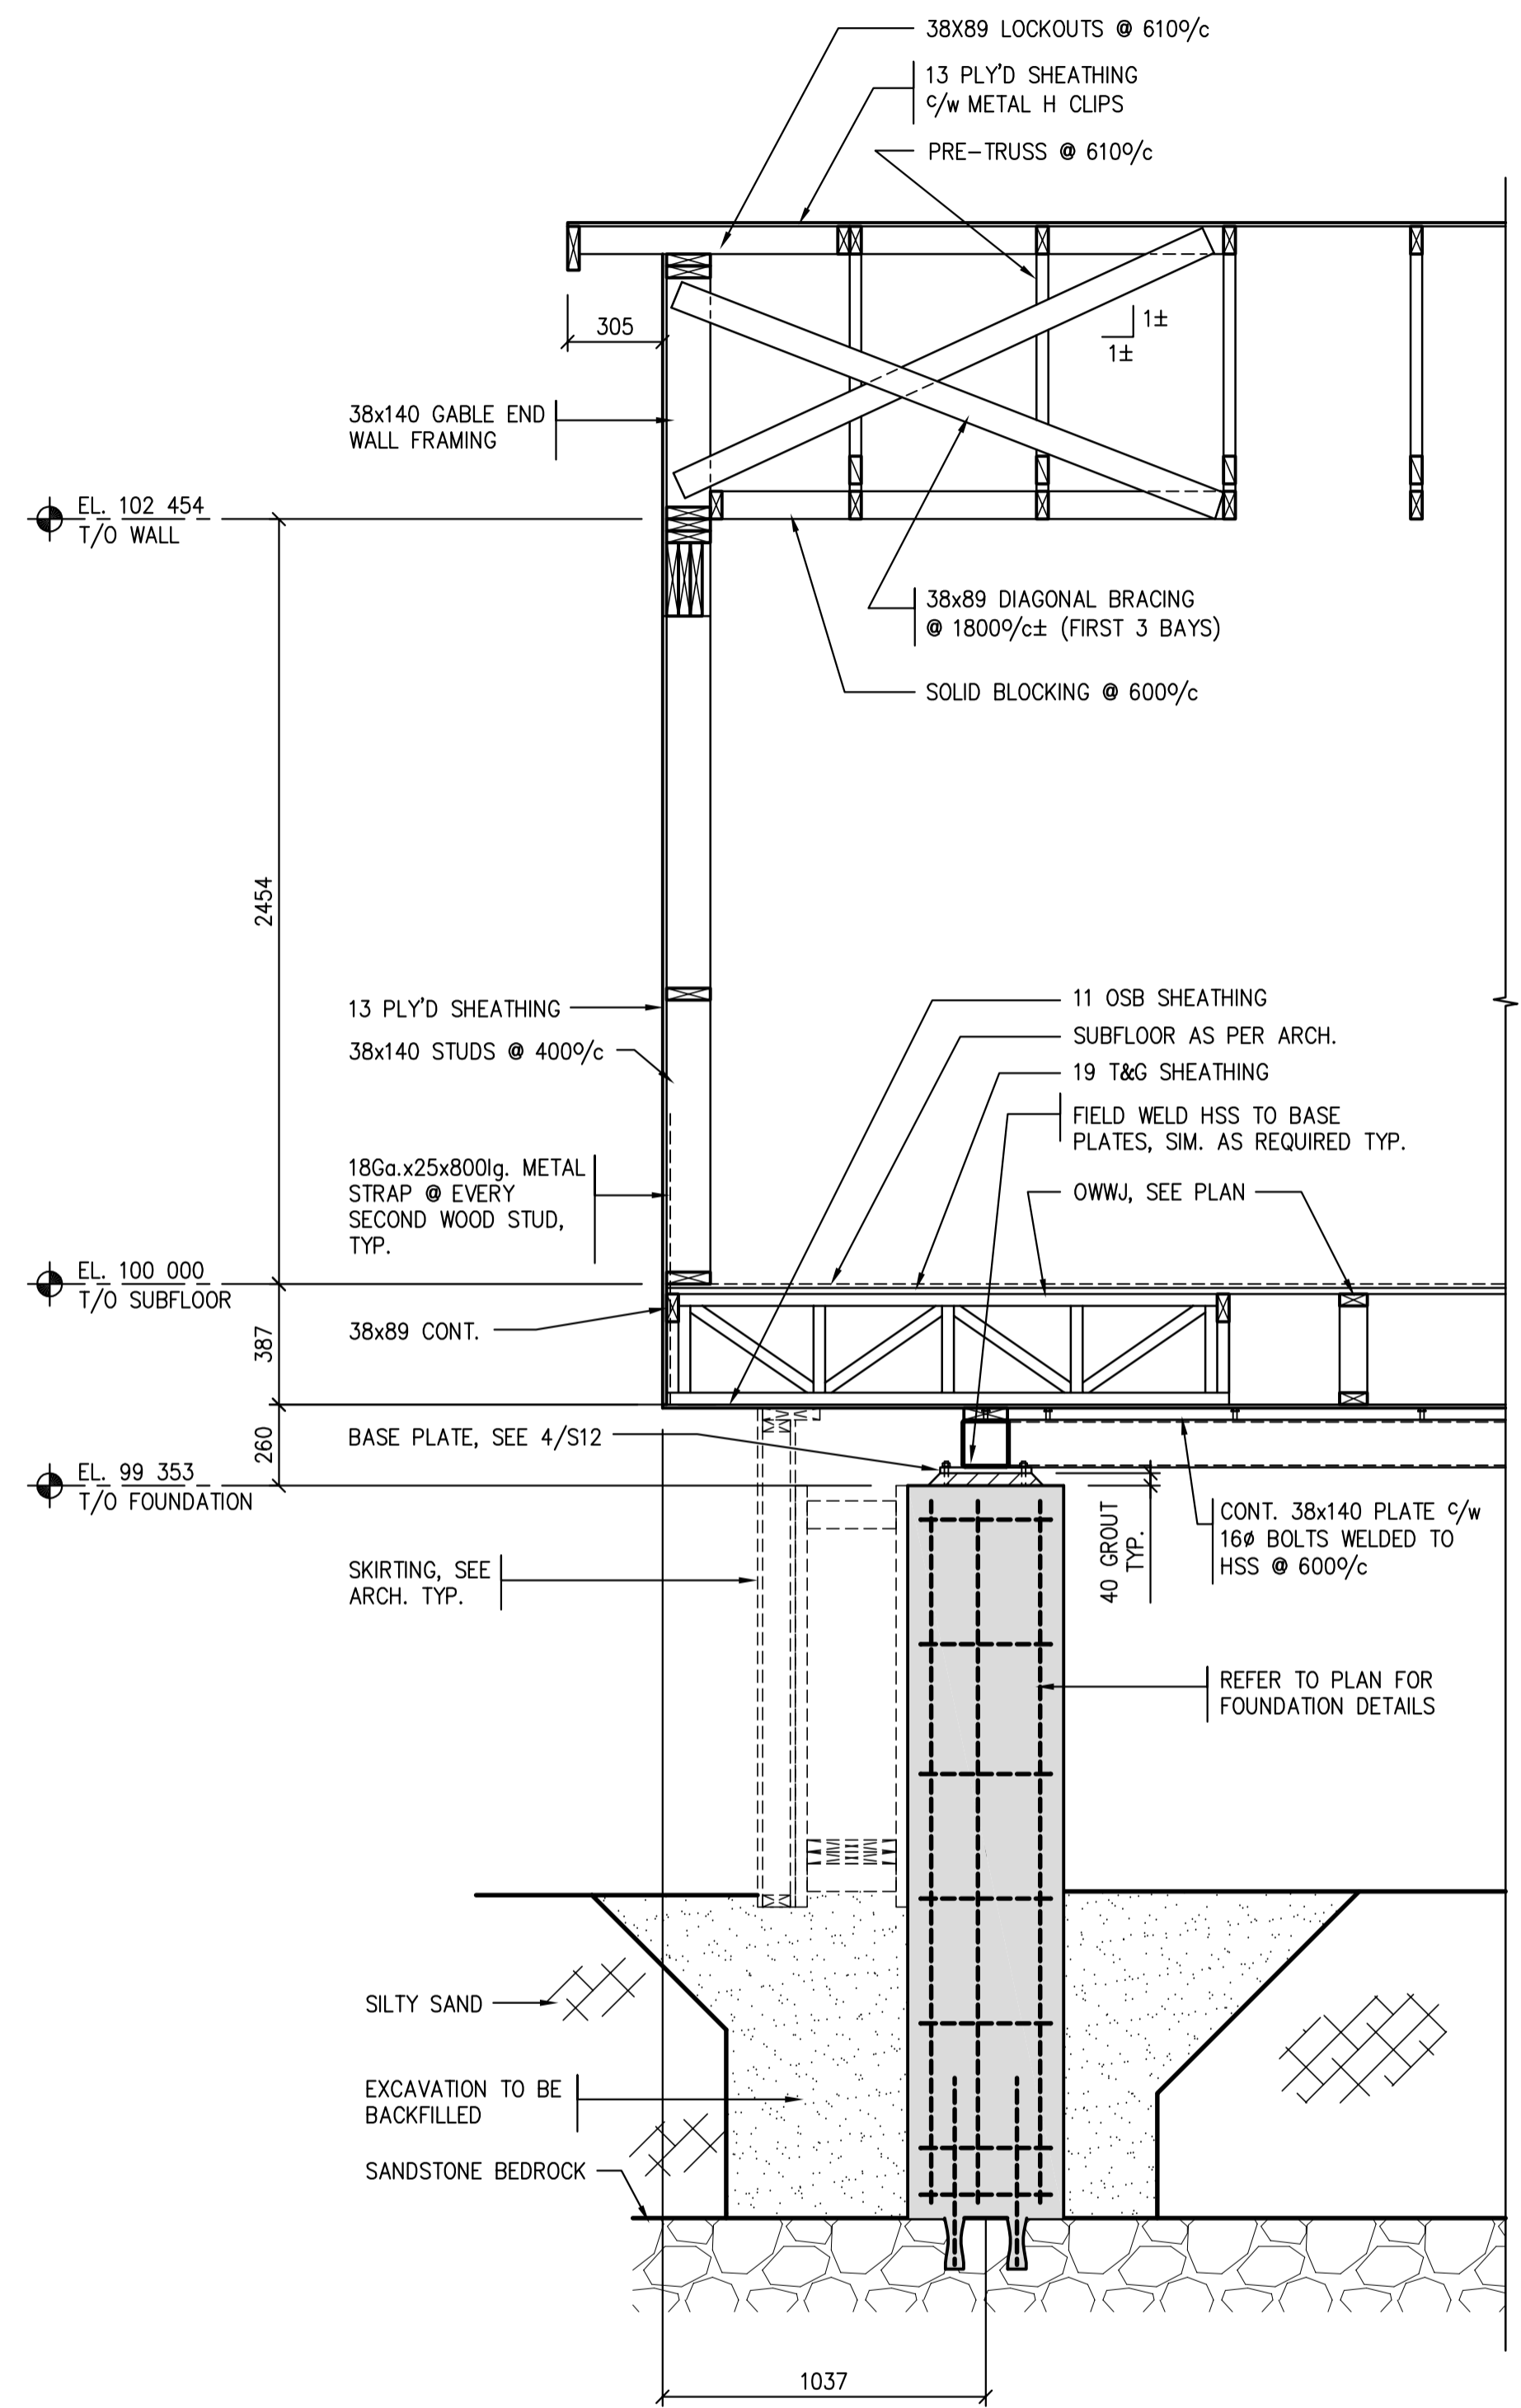 38X89 LOCKOUTS @ 610º/c
13 PLY'D SHEATHING
c/w METAL H CLIPS
PRE-TRUSS @ 610º/c
1±
1±
305
38x140 GABLE END
WALL FRAMING
EL. 102 454
T/O WALL
38x89 DIAGONAL BRACING
@ 1800º/c± (FIRST 3 BAYS)
SOLID BLOCKING @ 600º/c
2454
13 PLY'D SHEATHING
38x140 STUDS @ 400º/c
11 OSB SHEATHING
SUBFLOOR AS PER ARCH.
19 T&G SHEATHING
FIELD WELD HSS TO BASE
PLATES, SIM. AS REQUIRED TYP.
18Ga.x25x800lg. METAL
STRAP @ EVERY
SECOND WOOD STUD,
TYP.
OWWJ, SEE PLAN
EL. 100 000
T/O SUBFLOOR
38x89 CONT.
387
BASE PLATE, SEE 4/S12
260
EL. 99 353
T/O FOUNDATION
40 GROUT
TYP.
CONT. 38x140 PLATE c/w
16ø BOLTS WELDED TO
HSS @ 600º/c
SKIRTING, SEE
ARCH. TYP.
REFER TO PLAN FOR
FOUNDATION DETAILS
SILTY SAND
EXCAVATION TO BE
BACKFILLED
SANDSTONE BEDROCK
1037